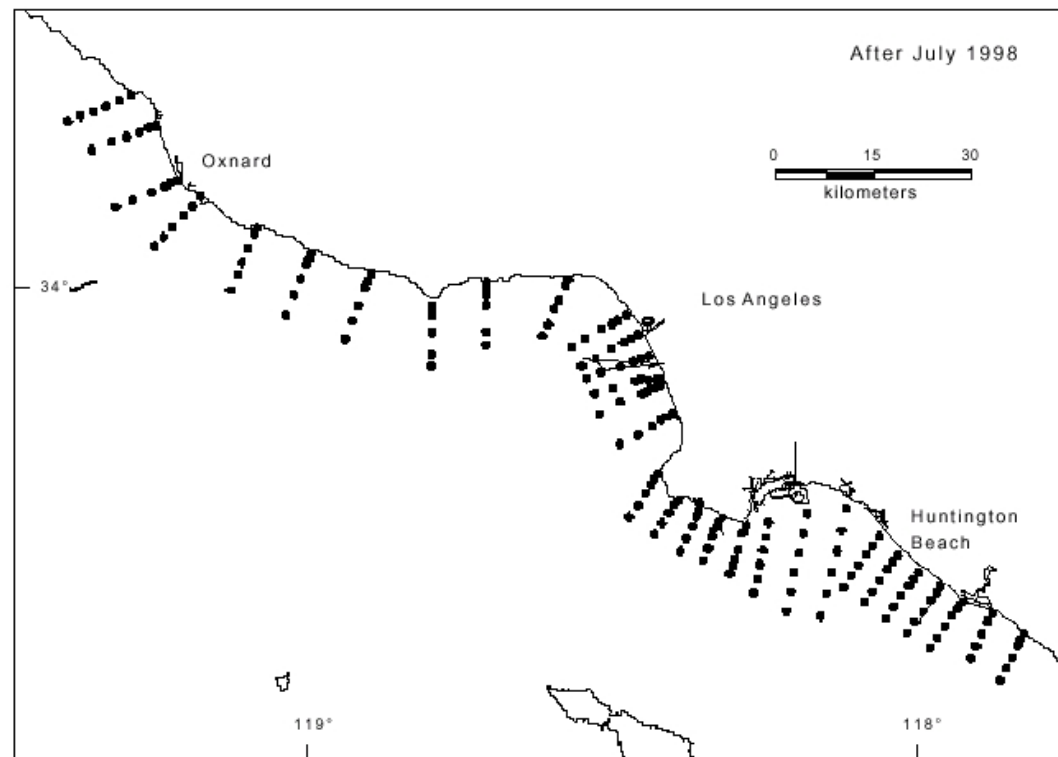 After July 1998
Oxnard
0 15 30
kilometers
34°
Los Angeles
Huntington
Beach
119° 118°